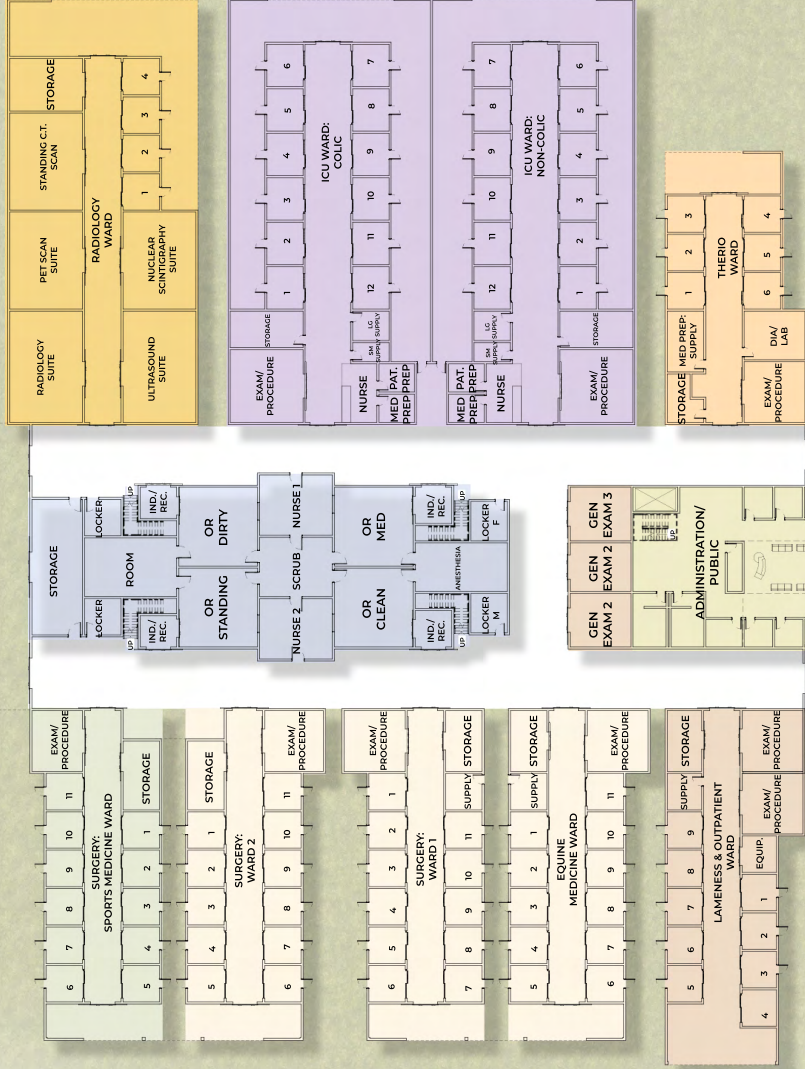 STORAGE
STANDING C.T.
SCAN
PET SCAN
SUITE
RADIOLOGY
SUITE
RADIOLOGY
WARD
4
3
2
1
NUCLEAR
SCINTIGRAPHY
SUITE
ULTRASOUND
SUITE
6
5
4
3
2
1
STORAGE
EXAM/
PROCEDURE
ICU WARD:
COLIC
7
8
9
10
11
12
LG
SUPPLY
SM
SUPPLY
NURSE
PAT.
PREP
MED
PREP
7
8
9
10
11
12
LG
SUPPLY
SM
SUPPLY
PAT.
PREP
MED
PREP
NURSE
ICU WARD:
NON-COLIC
6
5
4
3
2
1
STORAGE
EXAM/
PROCEDURE
3
2
1
MED PREP:
SUPPLY
STORAGE
THERIO
WARD
4
5
6
DIA/
LAB
EXAM/
PROCEDURE
STORAGE
LOCKER
ROOM
LOCKER
UP
IND./
REC.
UP
IND./
REC.
OR
DIRTY
OR
STANDING
NURSE 1
SCRUB
NURSE 2
OR
MED
OR
CLEAN
IND./
REC.
UP
IND./
REC.
UP
ANESTHESIA
LOCKER
F
LOCKER
M
GEN
EXAM 3
GEN
EXAM 2
GEN
EXAM 2
UP
ADMINISTRATION/
PUBLIC
EXAM/
PROCEDURE
11
10
9
8
7
6
SURGERY:
SPORTS MEDICINE WARD
STORAGE
1
2
3
4
5
STORAGE
1
2
3
4
5
SURGERY:
WARD 2
EXAM/
PROCEDURE
11
10
9
8
7
6
EXAM/
PROCEDURE
1
2
3
4
5
6
SURGERY:
WARD 1
STORAGE
SUPPLY
11
10
9
8
7
STORAGE
SUPPLY
1
2
3
4
5
EQUINE
MEDICINE WARD
EXAM/
PROCEDURE
11
10
9
8
7
6
STORAGE
SUPPLY
9
8
7
6
5
LAMENESS & OUTPATIENT
WARD
EXAM/
PROCEDURE
EXAM/
PROCEDURE
EQUIP.
1
2
3
4